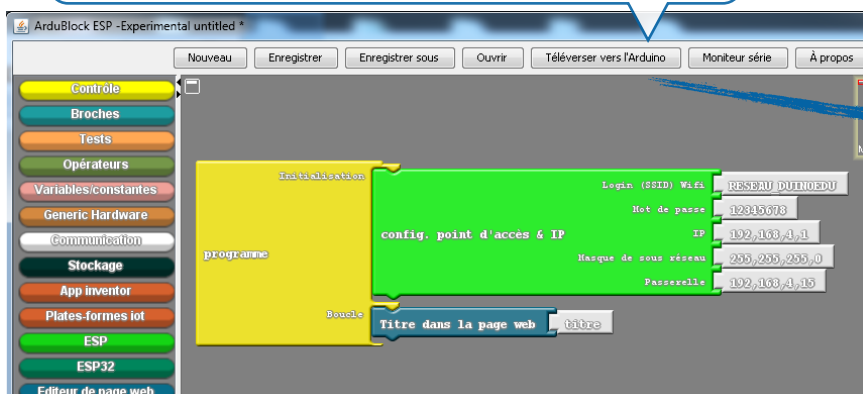 ArduBlock ESP -Experimental untitled *
Nouveau Enregistrer Enregistrer sous Ouvrir Téléverser vers l'Arduino Moniteur série À propos
Contrôle
Broches
Tests
Opérateurs
Variables/constantes
Generic Hardware
Communication
Stockage
App inventor
Plates-formes iot
ESP
ESP32
Editeur de page web
programme
Initialisation
config. point d'accès & IP
Login (SSID) Wifi RESEAU_DUINOEDU
Mot de passe 12345678
IP 192,168,4,1
Masque de sous réseau 255,255,255,0
Passerelle 192,168,4,15
Boucle
Titre dans la page web titre